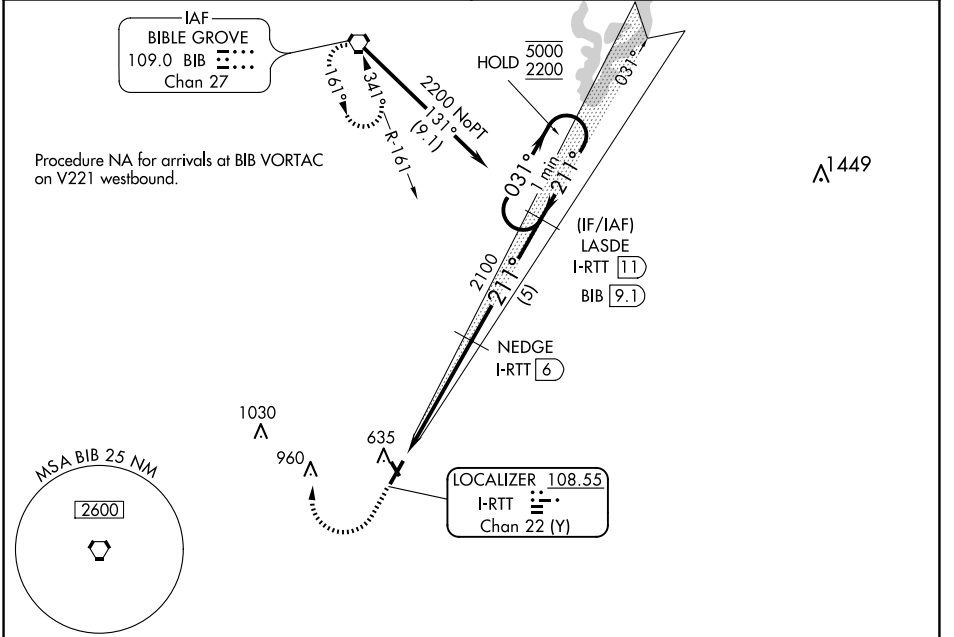 IAF
BIBLE GROVE
109.0 BIB
Chan 27
161°
341°
R-161
2200 NoPT
131°
(9.1)
HOLD
5000
2200
031°
Procedure NA for arrivals at BIB VORTAC
on V221 westbound.
1449
031°
1 min
211°
(IF/IAF)
LASDE
I-RTT 11
BIB 9.1
2100
211°
(5)
NEDGE
I-RTT 6
1030
960
635
MSA BIB 25 NM
2600
LOCALIZER 108.55
I-RTT
Chan 22 (Y)